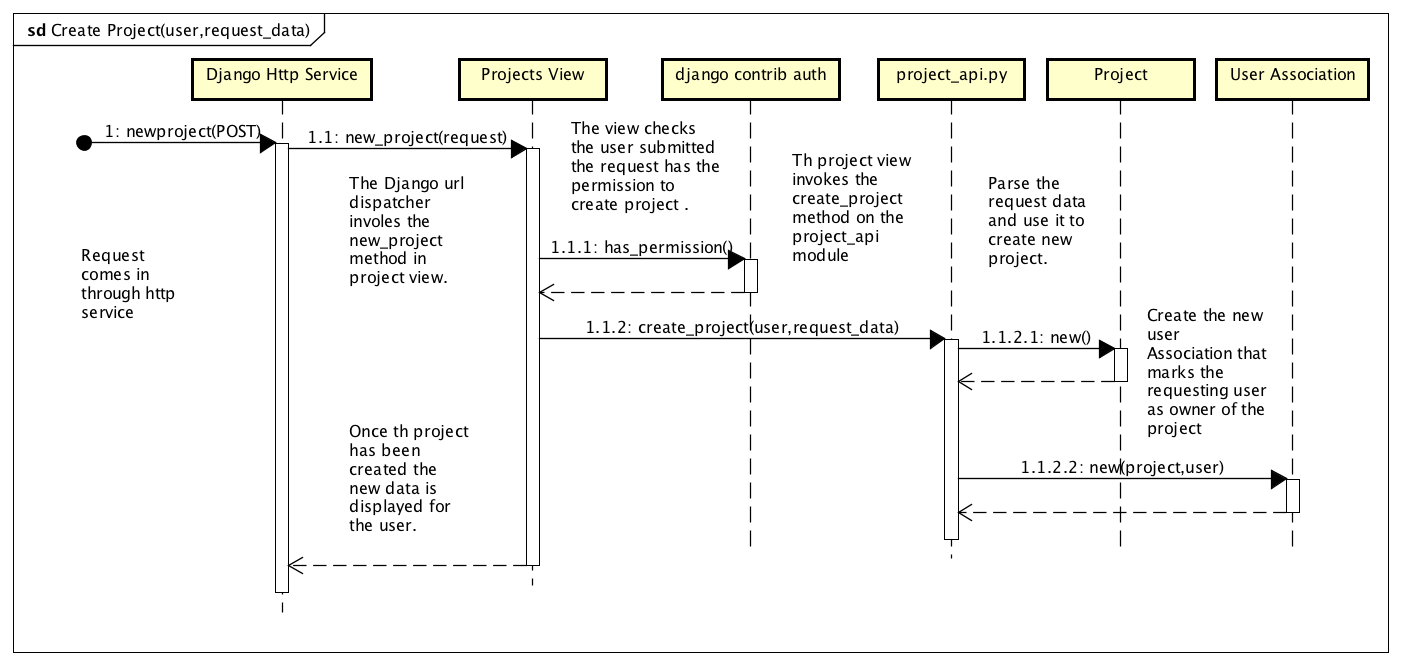 sd Create Project(user,request_data)
Django Http Service
Projects View
django contrib auth
project_api.py
Project
User Association
1: newproject(POST)
1.1: new_project(request)
The view checks
the user submitted
the request has the
permission to
create project .
Th project view
invokes the
create_project
method on the
project_api
module
Parse the
request data
and use it to
create new
project.
The Django url
dispatcher
involes the
new_project
method in
project view.
Request
comes in
through http
service
1.1.1: has_permission()
1.1.2: create_project(user,request_data)
1.1.2.1: new()
Create the new
user
Association that
marks the
requesting user
as owner of the
project
Once th project
has been
created the
new data is
displayed for
the user.
1.1.2.2: new(project,user)